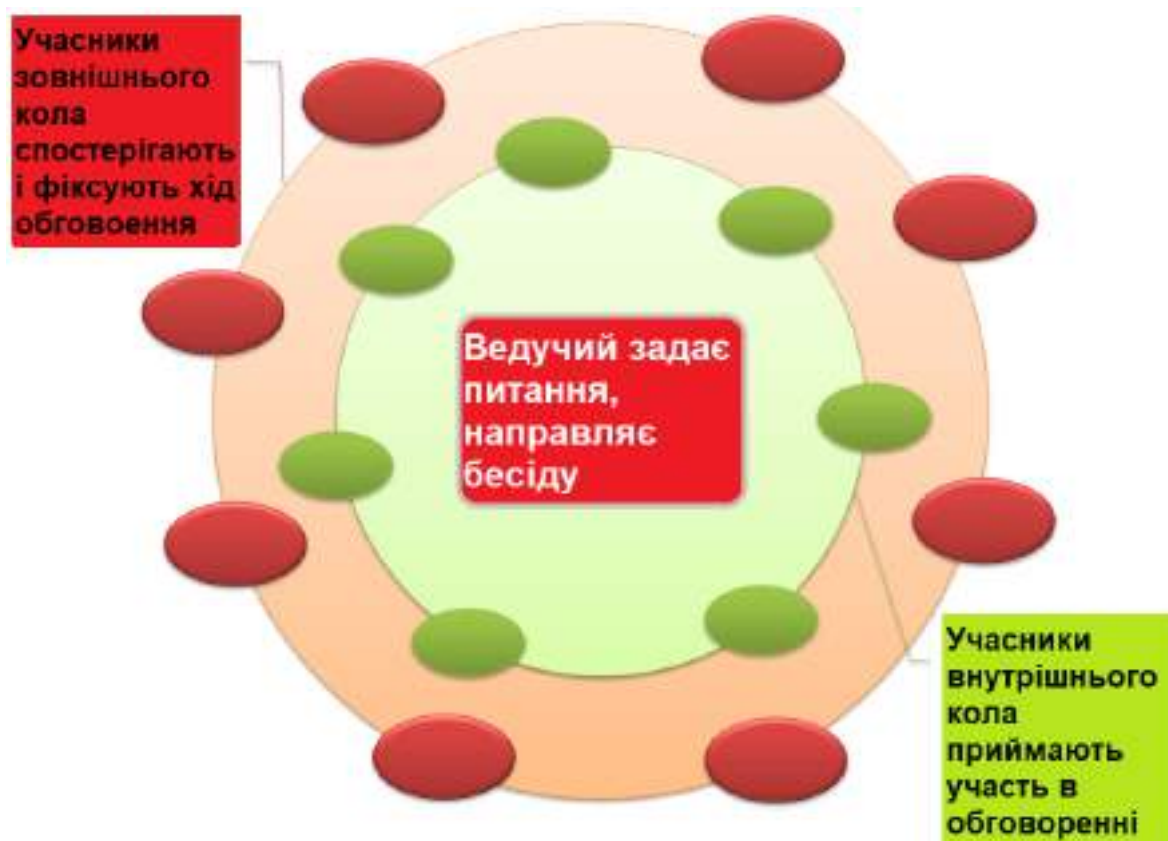 Учасники
зовнішнього
кола
спостерігають
і фіксують хід
обговоення
Ведучий задає
питання,
направляє
бесіду
Учасники
внутрішнього
кола
приймають
участь в
обговоренні